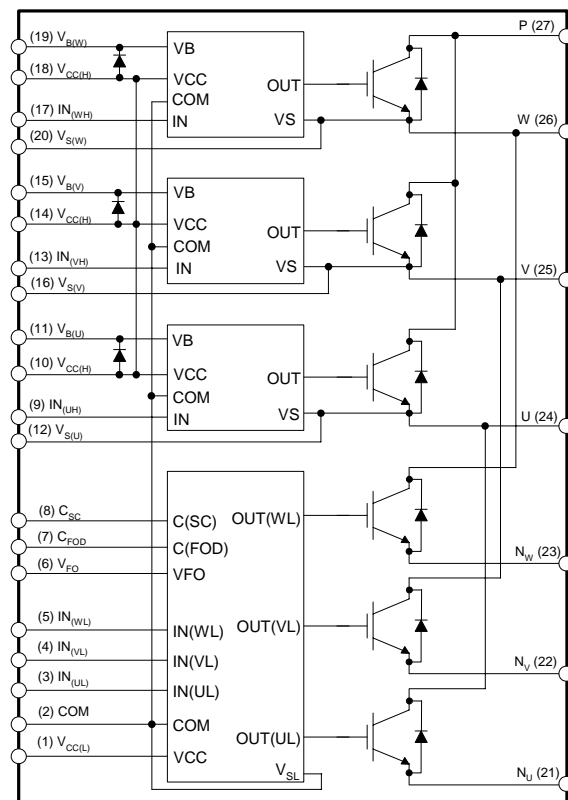 (19) VB(W)
(18) VCC(H)
(17) IN(WH)
(20) VS(W)
VB
VCC
COM
IN
OUT
VS
P (27)
W (26)
(15) VB(V)
(14) VCC(H)
(13) IN(VH)
(16) VS(V)
VB
VCC
COM
IN
OUT
VS
V (25)
(11) VB(U)
(10) VCC(H)
(9) IN(UH)
(12) VS(U)
VB
VCC
COM
IN
OUT
VS
U (24)
(8) CSC
(7) CFOD
(6) VFO
(5) IN(WL)
(4) IN(VL)
(3) IN(UL)
(2) COM
(1) VCC(L)
C(SC)
C(FOD)
VFO
IN(WL)
IN(VL)
IN(UL)
COM
VCC
OUT(WL)
OUT(VL)
OUT(UL)
VSL
NW (23)
NV (22)
NU (21)